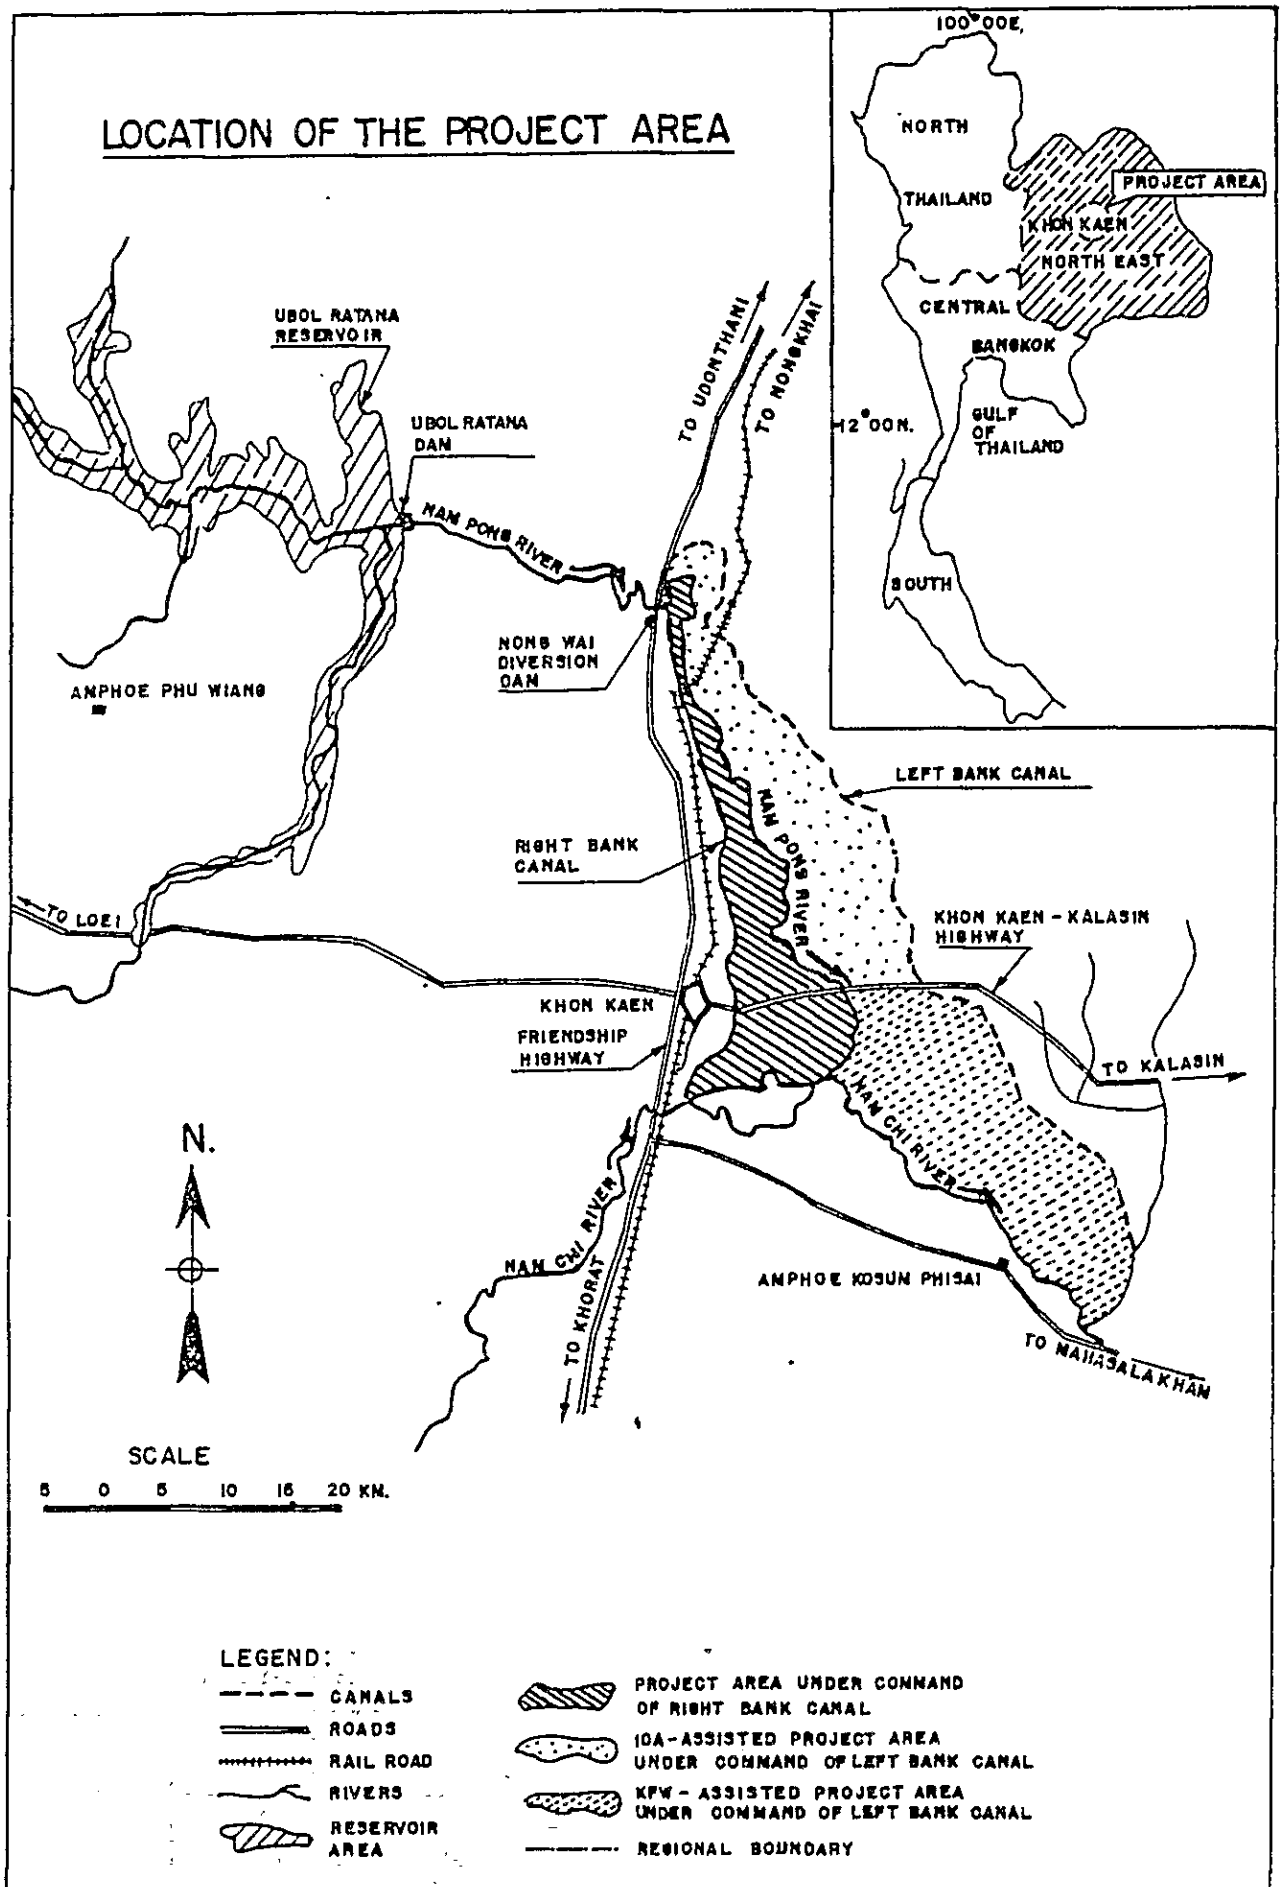 LOCATION OF THE PROJECT AREA
100°00E.
NORTH
THAILAND
PROJECT AREA
KHON KAEN
NORTH EAST
CENTRAL
BANGKOK
12°00N.
GULF
OF
THAILAND
SOUTH
UBOL RATANA
RESERVOIR
UBOL RATANA
DAM
TO UDONTHANI
TO NONGKHAI
NAM PONG RIVER
NONG WAI
DIVERSION
DAM
AMPHOE PHU WIANG
LEFT BANK CANAL
NAM PONG RIVER
RIGHT BANK
CANAL
TO LOEI
KHON KAEN - KALASIN
HIGHWAY
KHON KAEN
FRIENDSHIP
HIGHWAY
TO KALASIN
NAM CHI RIVER
NAM CHI RIVER
TO KHORAT
AMPHOE KOSUM PHISAI
TO MAHASALAKHAM
N.
SCALE
5 0 5 10 15 20 KM.
LEGEND:
CANALS
ROADS
RAIL ROAD
RIVERS
RESERVOIR
AREA
PROJECT AREA UNDER COMMAND
OF RIGHT BANK CANAL
IDA-ASSISTED PROJECT AREA
UNDER COMMAND OF LEFT BANK CANAL
KFW - ASSISTED PROJECT AREA
UNDER COMMAND OF LEFT BANK CANAL
REGIONAL BOUNDARY